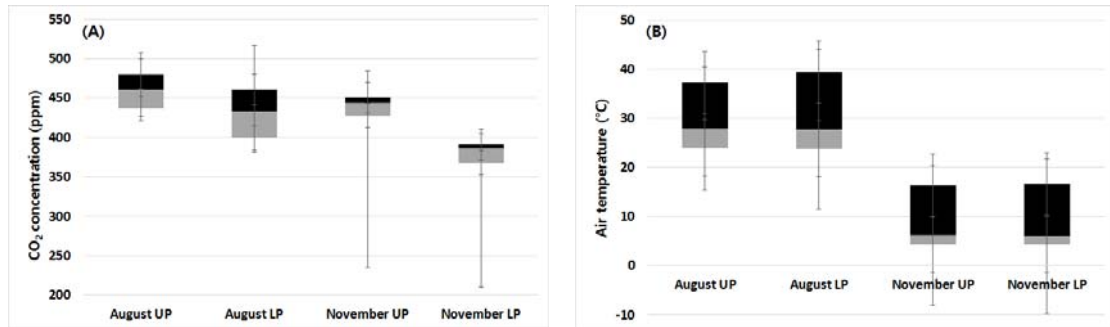 (A)
CO₂ concentration (ppm)
550
500
450
400
350
300
250
200
August UP August LP November UP November LP
(B)
Air temperature (°C)
50
40
30
20
10
0
-10
August UP August LP November UP November LP